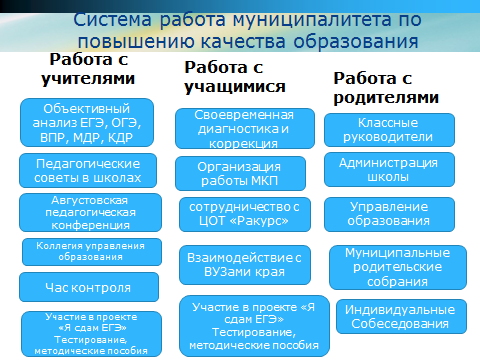 Система работа муниципалитета по
повышению качества образования
Работа с
учителями
Объективный
анализ ЕГЭ, ОГЭ,
ВПР, МДР, КДР
Педагогические
советы в школах
Августовская
педагогическая
конференция
Коллегия управления
образования
Час контроля
Участие в проекте
«Я сдам ЕГЭ»
Тестирование,
методические пособия
Работа с
учащимися
Своевременная
диагностика и
коррекция
Организация
работы МКП
сотрудничество с
ЦОТ «Ракурс»
Взаимодействие с
ВУЗами края
Участие в проекте «Я
сдам ЕГЭ»
Тестирование,
методические пособия
Работа с
родителями
Классные
руководители
Администрация
школы
Управление
образования
Муниципальные
родительские
собрания
Индивидуальные
Собеседования